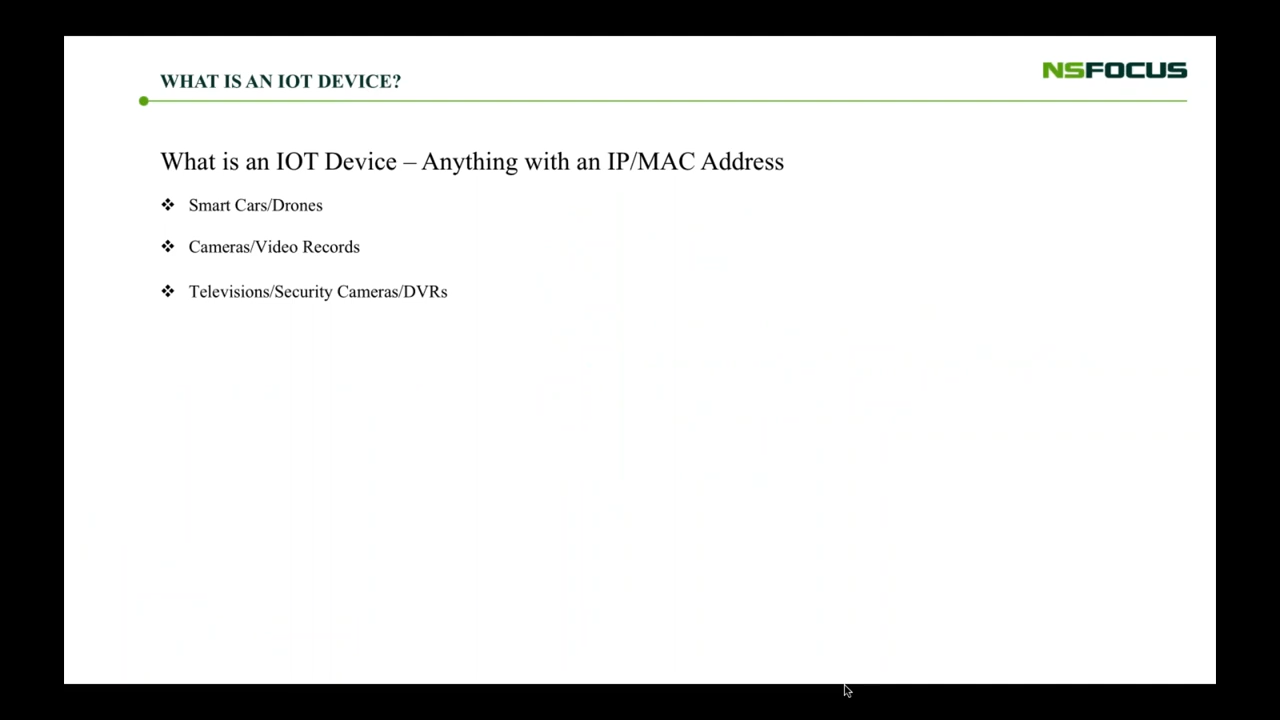 WHAT IS AN IOT DEVICE?
NSFOCUS
What is an IOT Device – Anything with an IP/MAC Address
❖ Smart Cars/Drones
❖ Cameras/Video Records
❖ Televisions/Security Cameras/DVRs